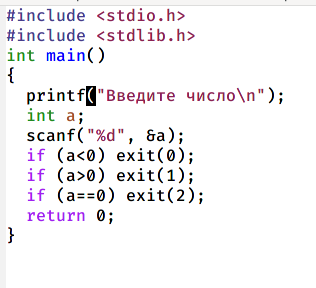 #include <stdio.h>
#include <stdlib.h>
int main()
{
  printf("Введите число\n");
  int a;
  scanf("%d", &a);
  if (a<0) exit(0);
  if (a>0) exit(1);
  if (a==0) exit(2);
  return 0;
}